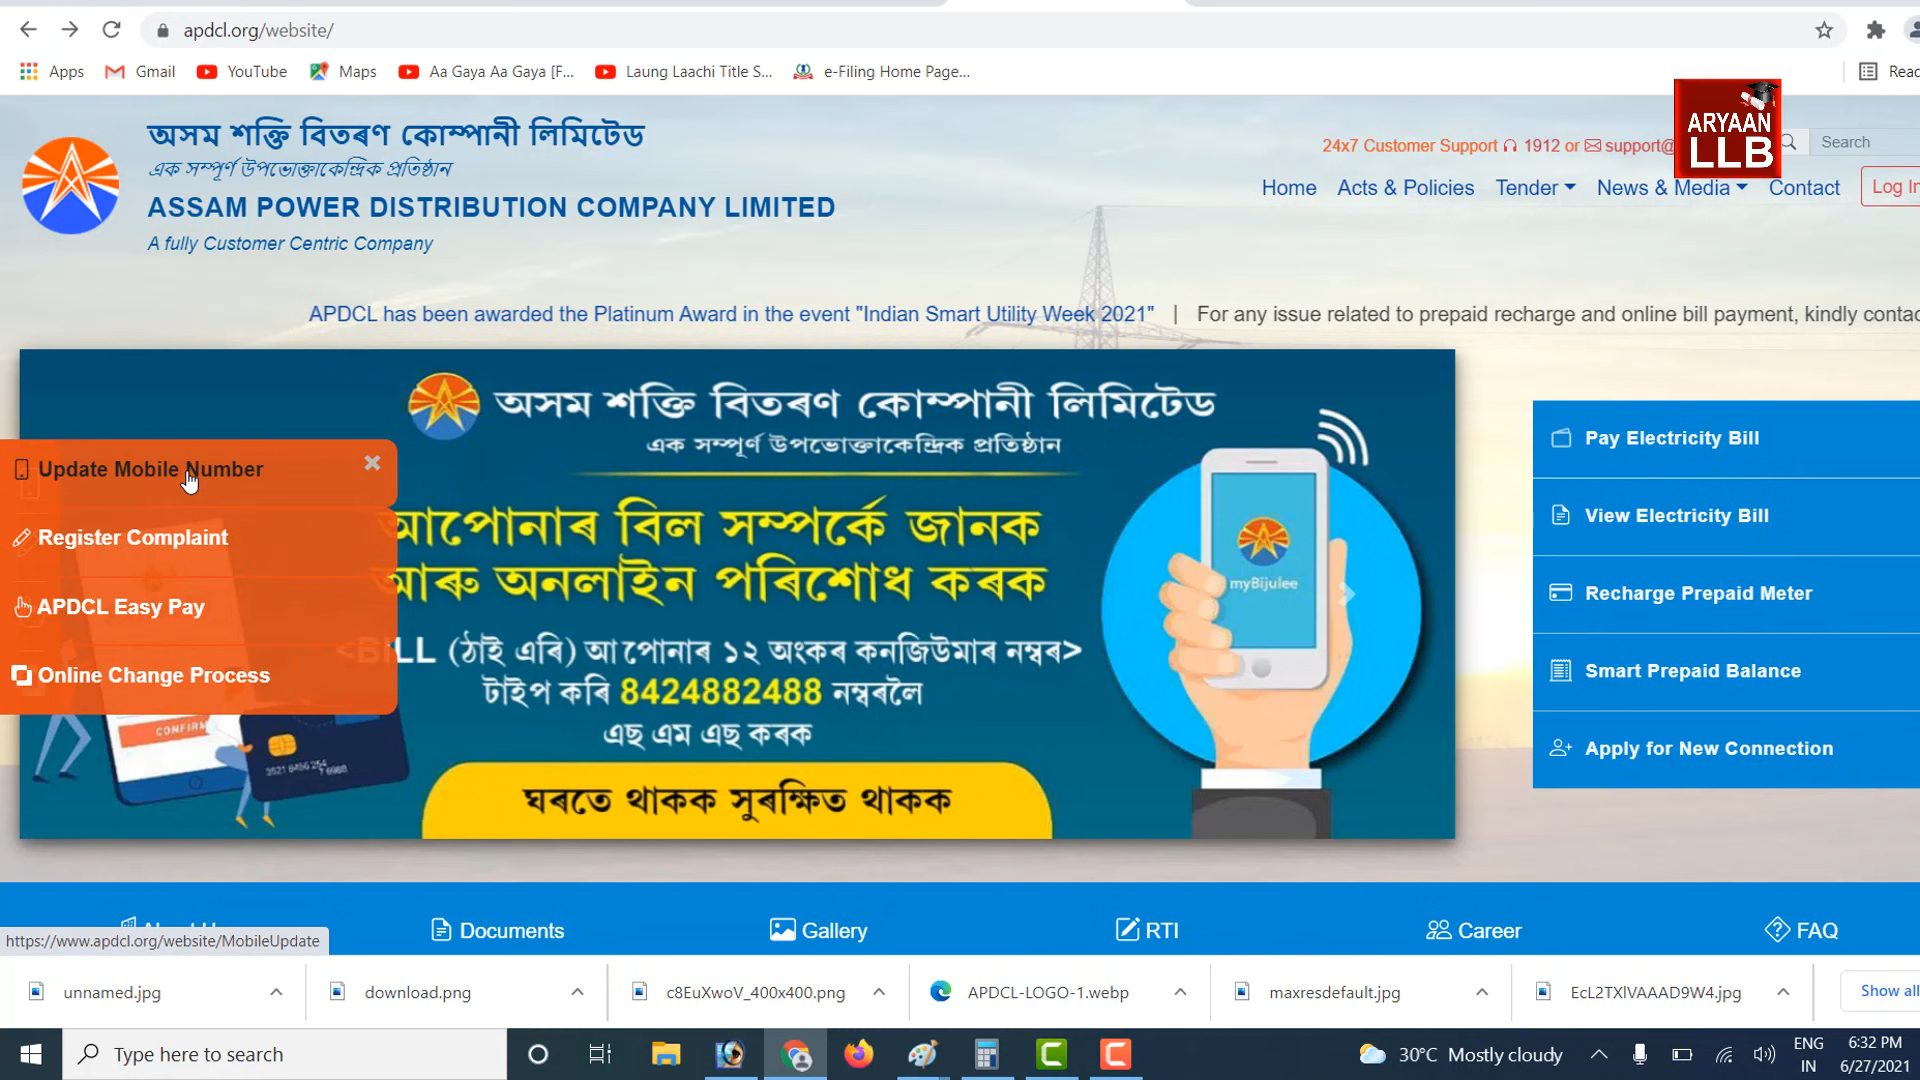 apdcl.org/website/
Apps Gmail YouTube Maps Aa Gaya Aa Gaya [F... Laung Laachi Title S... e-Filing Home Page...
অসম শক্তি বিতৰণ কোম্পানী লিমিটেড
এক সম্পূৰ্ণ উপভোক্তাকেন্দ্ৰিক প্ৰতিষ্ঠান
ASSAM POWER DISTRIBUTION COMPANY LIMITED
A fully Customer Centric Company
24x7 Customer Support 1912 or support@
ARYAAN
LLB
Search
Home Acts & Policies Tender News & Media Contact Log In
APDCL has been awarded the Platinum Award in the event "Indian Smart Utility Week 2021" | For any issue related to prepaid recharge and online bill payment, kindly
অসম শক্তি বিতৰণ কোম্পানী লিমিটেড
এক সম্পূৰ্ণ উপভোক্তাকেন্দ্ৰিক প্ৰতিষ্ঠান
আপোনাৰ বিল সম্পৰ্কে জানক
আৰু অনলাইন পৰিশোধ কৰক
<BILL (ঠাই এৰি) আপোনাৰ ১২ অংকৰ কনজিউমাৰ নম্বৰ>
টাইপ কৰি 8424882488 নম্বৰলৈ
এছ এম এছ কৰক
ঘৰতে থাকক সুৰক্ষিত থাকক
myBijulee
CONFIRM
Update Mobile Number
Register Complaint
APDCL Easy Pay
Online Change Process
Pay Electricity Bill
View Electricity Bill
Recharge Prepaid Meter
Smart Prepaid Balance
Apply for New Connection
Documents Gallery RTI Career FAQ
https://www.apdcl.org/website/MobileUpdate
unnamed.jpg download.png c8EuXwoV_400x400.png APDCL-LOGO-1.webp maxresdefault.jpg EcL2TXlVAAAD9W4.jpg Show all
Type here to search
30°C Mostly cloudy
ENG
IN
6:32 PM
6/27/2021